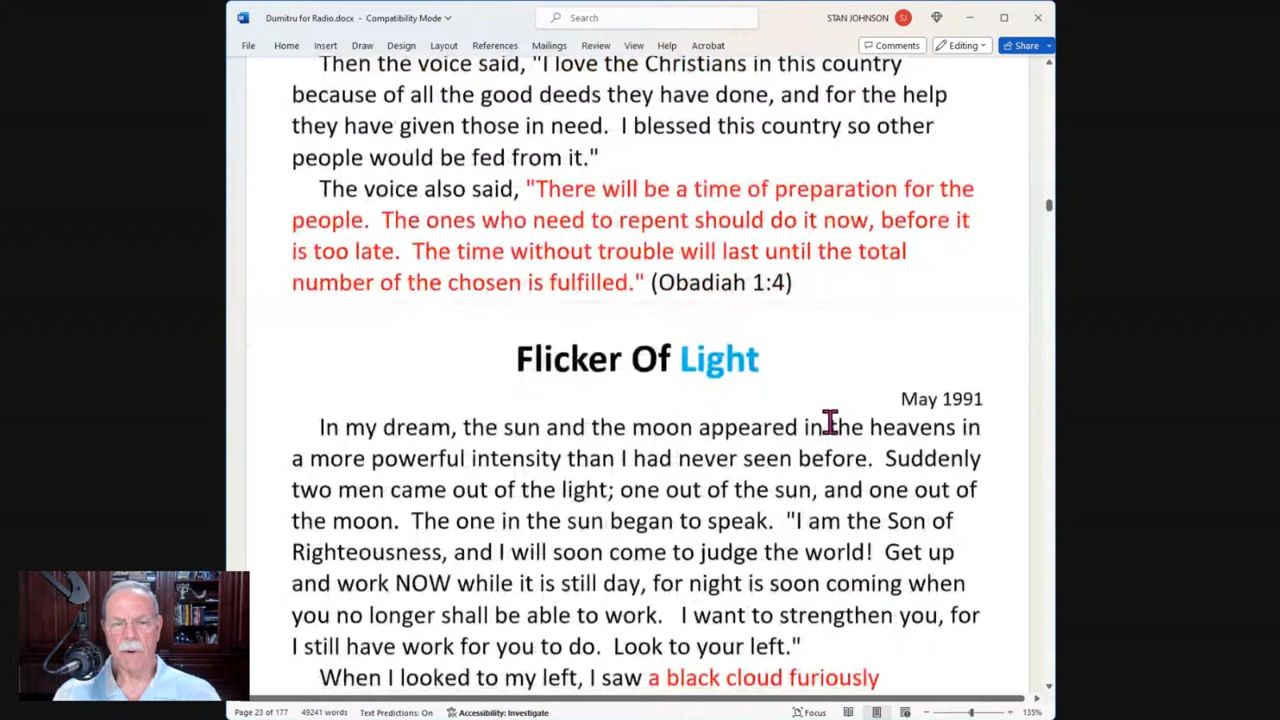 Dumitru for Radio.docx - Compatibility Mode
Search
STAN JOHNSON
SJ
File Home Insert Draw Design Layout References Mailings Review View Help Acrobat
Comments Editing Share
Then the voice said, "I love the Christians in this country
because of all the good deeds they have done, and for the help
they have given those in need. I blessed this country so other
people would be fed from it."
The voice also said, "There will be a time of preparation for the
people. The ones who need to repent should do it now, before it
is too late. The time without trouble will last until the total
number of the chosen is fulfilled." (Obadiah 1:4)
Flicker Of Light
May 1991
In my dream, the sun and the moon appeared in the heavens in
a more powerful intensity than I had never seen before. Suddenly
two men came out of the light; one out of the sun, and one out of
the moon. The one in the sun began to speak. "I am the Son of
Righteousness, and I will soon come to judge the world! Get up
and work NOW while it is still day, for night is soon coming when
you no longer shall be able to work. I want to strengthen you, for
I still have work for you to do. Look to your left."
When I looked to my left, I saw a black cloud furiously
Page 23 of 177 49241 words Text Predictions: On Accessibility: Investigate
Focus
135%